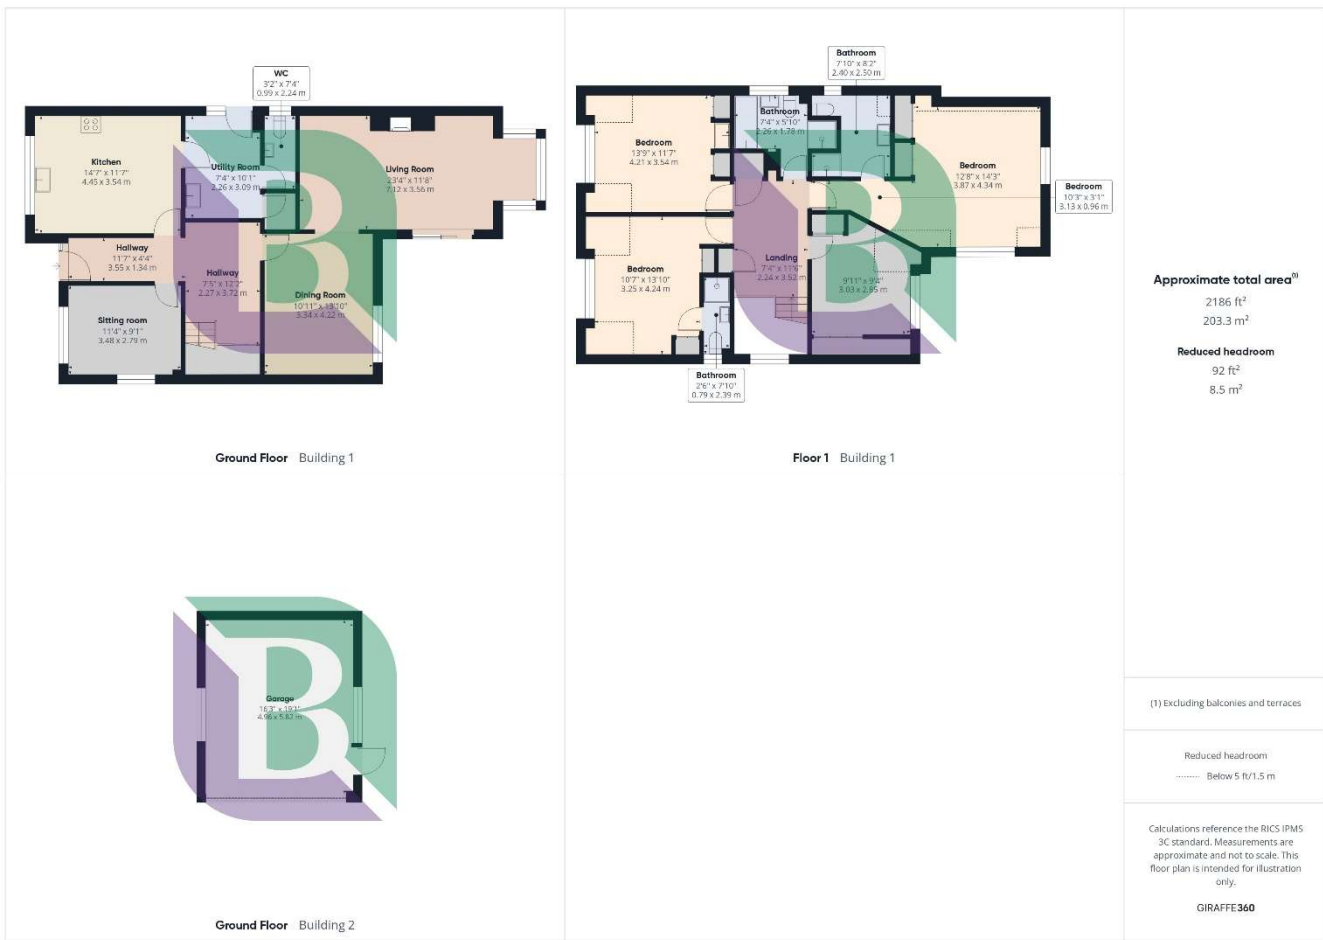 WC
3'2" x 7'4"
0.99 x 2.24 m
Kitchen
14'7" x 11'7"
4.45 x 3.54 m
Utility Room
7'4" x 10'1"
2.26 x 3.09 m
Living Room
23'4" x 11'8"
7.12 x 3.56 m
Hallway
11'7" x 4'4"
3.55 x 1.34 m
Hallway
7'5" x 12'2"
2.27 x 3.72 m
Dining Room
10'11" x 13'10"
3.34 x 4.22 m
Sitting room
11'4" x 9'1"
3.48 x 2.79 m
Ground Floor Building 1
Bathroom
7'10" x 8'2"
2.40 x 2.50 m
Bathroom
7'4" x 5'10"
2.26 x 1.78 m
Bedroom
13'9" x 11'7"
4.21 x 3.54 m
Bedroom
12'8" x 14'3"
3.87 x 4.34 m
Bedroom
10'3" x 3'1"
3.13 x 0.96 m
Landing
7'4" x 11'6"
2.24 x 3.52 m
Bedroom
10'7" x 13'10"
3.25 x 4.24 m
9'11" x 9'4"
3.03 x 2.85 m
Bathroom
2'6" x 7'10"
0.79 x 2.39 m
Floor 1 Building 1
Garage
16'3" x 19'1"
4.96 x 5.82 m
B
Ground Floor Building 2
Approximate total area(1)
2186 ft²
203.3 m²
Reduced headroom
92 ft²
8.5 m²
(1) Excluding balconies and terraces
Reduced headroom
Below 5 ft/1.5 m
Calculations reference the RICS IPMS
3C standard. Measurements are
approximate and not to scale. This
floor plan is intended for illustration
only.
GIRAFFE360